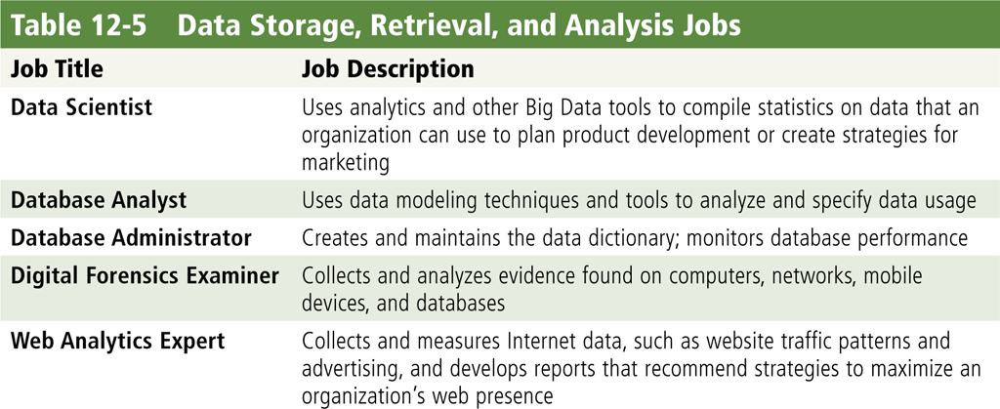 Table 12-5 Data Storage, Retrieval, and Analysis Jobs
Job Title Job Description
Data Scientist Uses analytics and other Big Data tools to compile statistics on data that an
organization can use to plan product development or create strategies for
marketing
Database Analyst Uses data modeling techniques and tools to analyze and specify data usage
Database Administrator Creates and maintains the data dictionary; monitors database performance
Digital Forensics Examiner Collects and analyzes evidence found on computers, networks, mobile
devices, and databases
Web Analytics Expert Collects and measures Internet data, such as website traffic patterns and
advertising, and develops reports that recommend strategies to maximize an
organization’s web presence